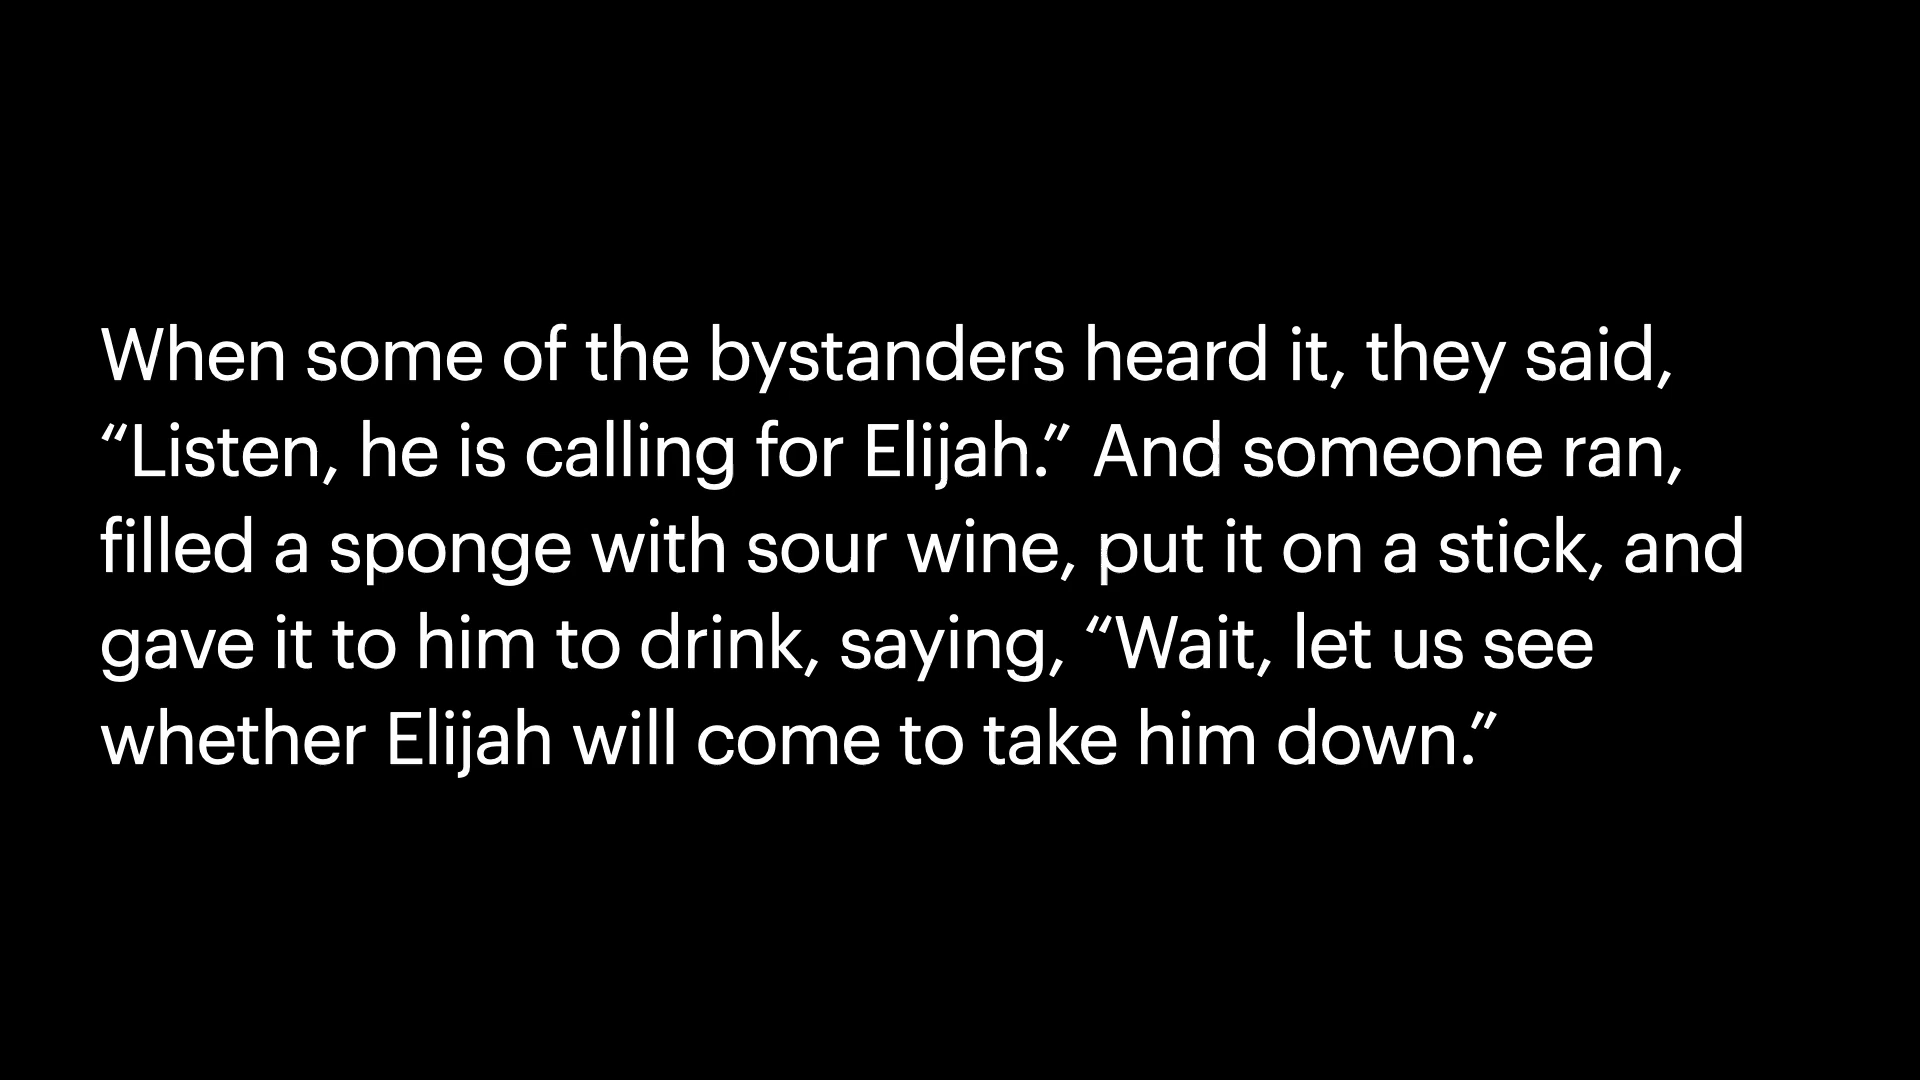 When some of the bystanders heard it, they said,
“Listen, he is calling for Elijah.” And someone ran,
filled a sponge with sour wine, put it on a stick, and
gave it to him to drink, saying, “Wait, let us see
whether Elijah will come to take him down.”